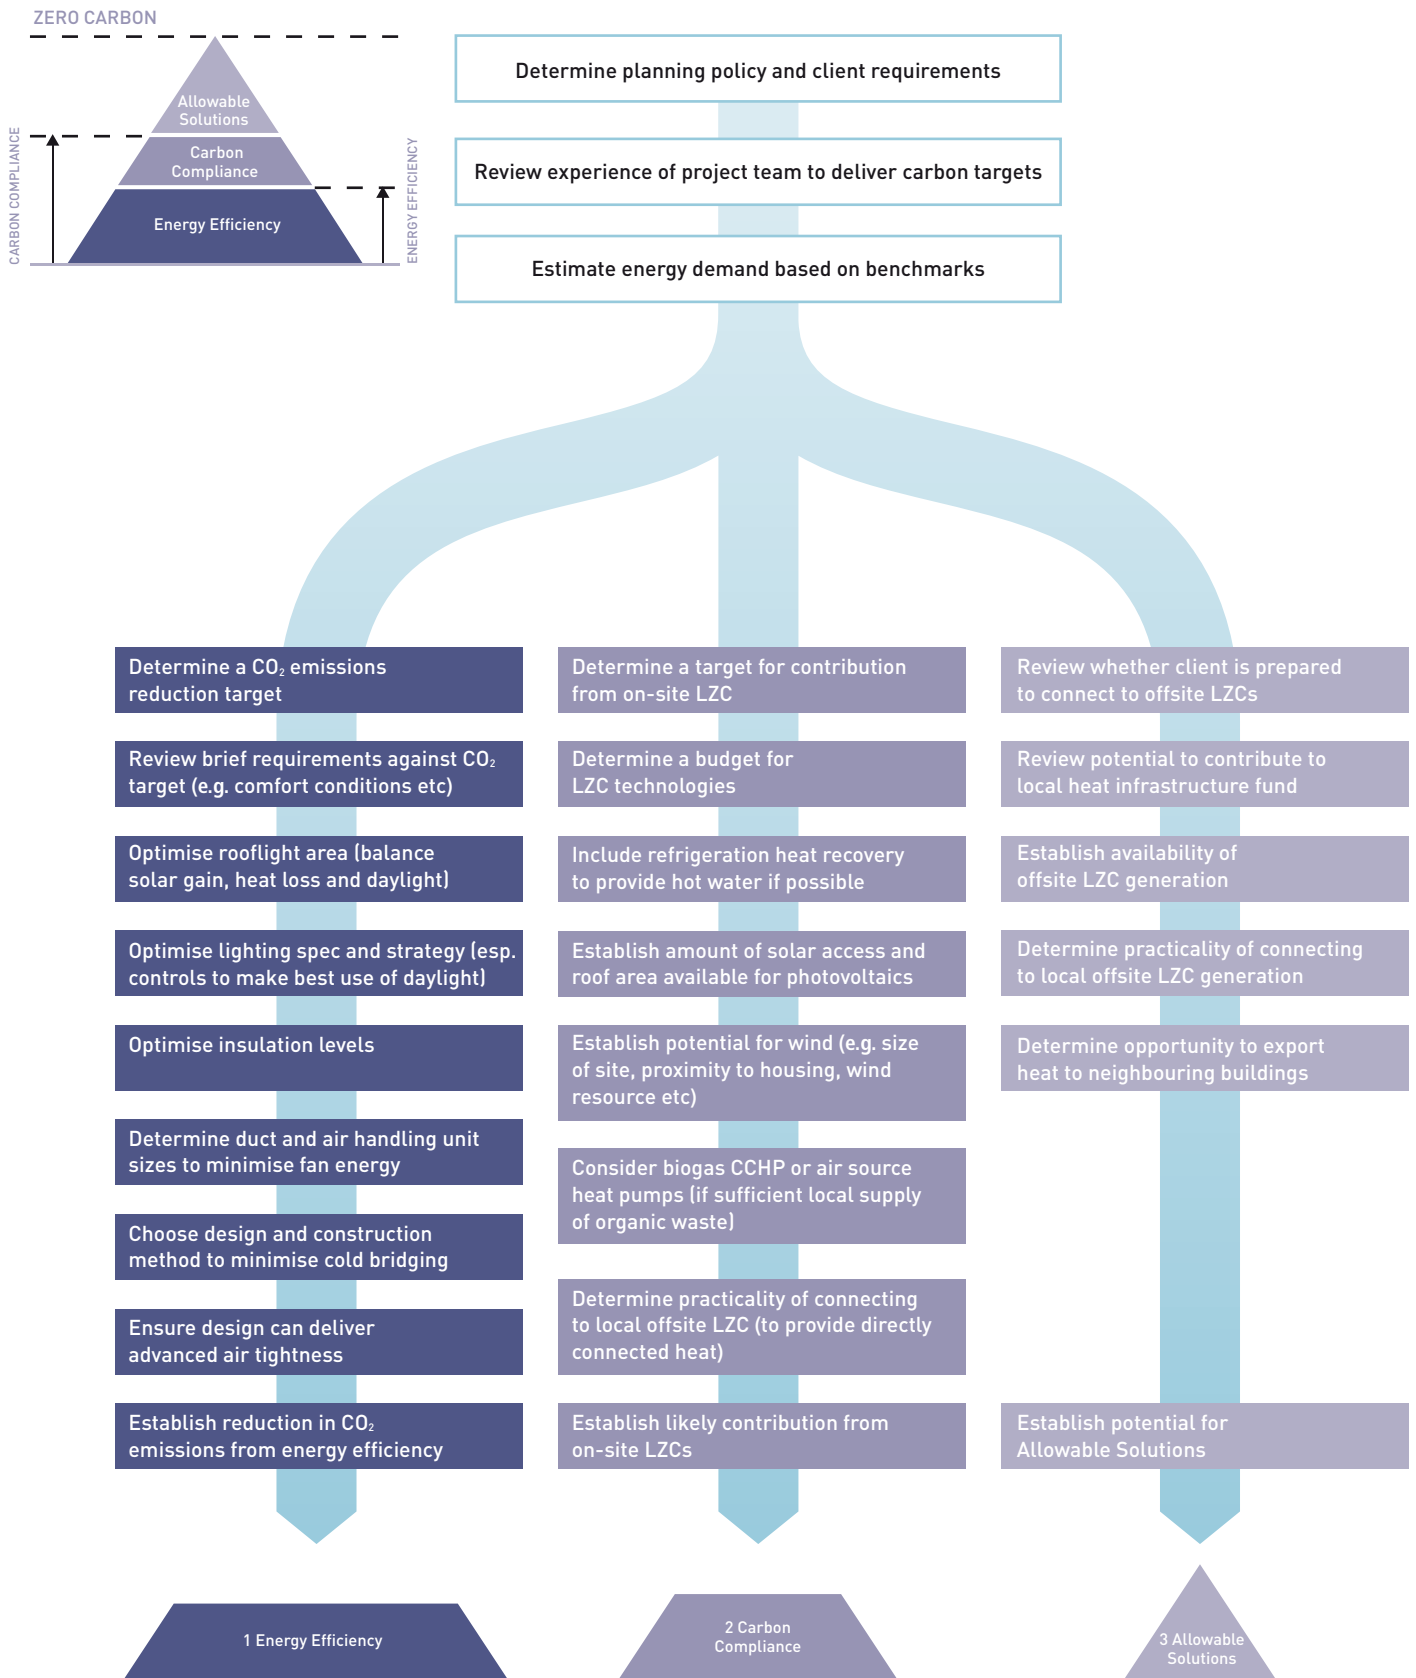 ZERO CARBON
Allowable
Solutions
Carbon
Compliance
Energy Efficiency
CARBON COMPLIANCE
ENERGY EFFICIENCY
Determine planning policy and client requirements
Review experience of project team to deliver carbon targets
Estimate energy demand based on benchmarks
Determine a CO₂ emissions
reduction target
Review brief requirements against CO₂
target (e.g. comfort conditions etc)
Optimise rooflight area (balance
solar gain, heat loss and daylight)
Optimise lighting spec and strategy (esp.
controls to make best use of daylight)
Optimise insulation levels
Determine duct and air handling unit
sizes to minimise fan energy
Choose design and construction
method to minimise cold bridging
Ensure design can deliver
advanced air tightness
Establish reduction in CO₂
emissions from energy efficiency
1 Energy Efficiency
Determine a target for contribution
from on-site LZC
Determine a budget for
LZC technologies
Include refrigeration heat recovery
to provide hot water if possible
Establish amount of solar access and
roof area available for photovoltaics
Establish potential for wind (e.g. size
of site, proximity to housing, wind
resource etc)
Consider biogas CCHP or air source
heat pumps (if sufficient local supply
of organic waste)
Determine practicality of connecting
to local offsite LZC (to provide directly
connected heat)
Establish likely contribution from
on-site LZCs
2 Carbon
Compliance
Review whether client is prepared
to connect to offsite LZCs
Review potential to contribute to
local heat infrastructure fund
Establish availability of
offsite LZC generation
Determine practicality of connecting
to local offsite LZC generation
Determine opportunity to export
heat to neighbouring buildings
Establish potential for
Allowable Solutions
3 Allowable
Solutions